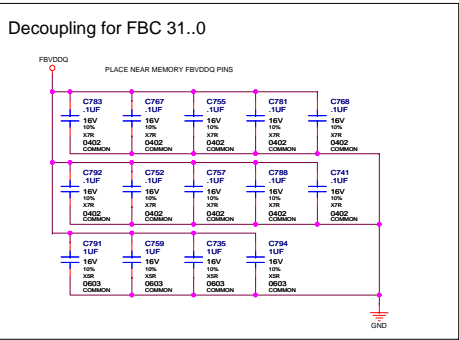 Decoupling for FBC 31..0
FBVDDQ
PLACE NEAR MEMORY FBVDDQ PINS
C783 C767 C755 C781 C768
.1UF .1UF .1UF .1UF .1UF
16V 16V 16V 16V 16V
10% 10% 10% 10% 10%
X7R X7R X7R X7R X7R
0402 0402 0402 0402 0402
COMMON COMMON COMMON COMMON COMMON
C792 C752 C757 C788 C741
.1UF .1UF .1UF .1UF .1UF
16V 16V 16V 16V 16V
10% 10% 10% 10% 10%
X7R X7R X7R X7R X7R
0402 0402 0402 0402 0402
COMMON COMMON COMMON COMMON COMMON
C791 C759 C735 C794
1UF 1UF 1UF 1UF
16V 16V 16V 16V
10% 10% 10% 10%
X5R X5R X5R X5R
0603 0603 0603 0603
COMMON COMMON COMMON COMMON
GND